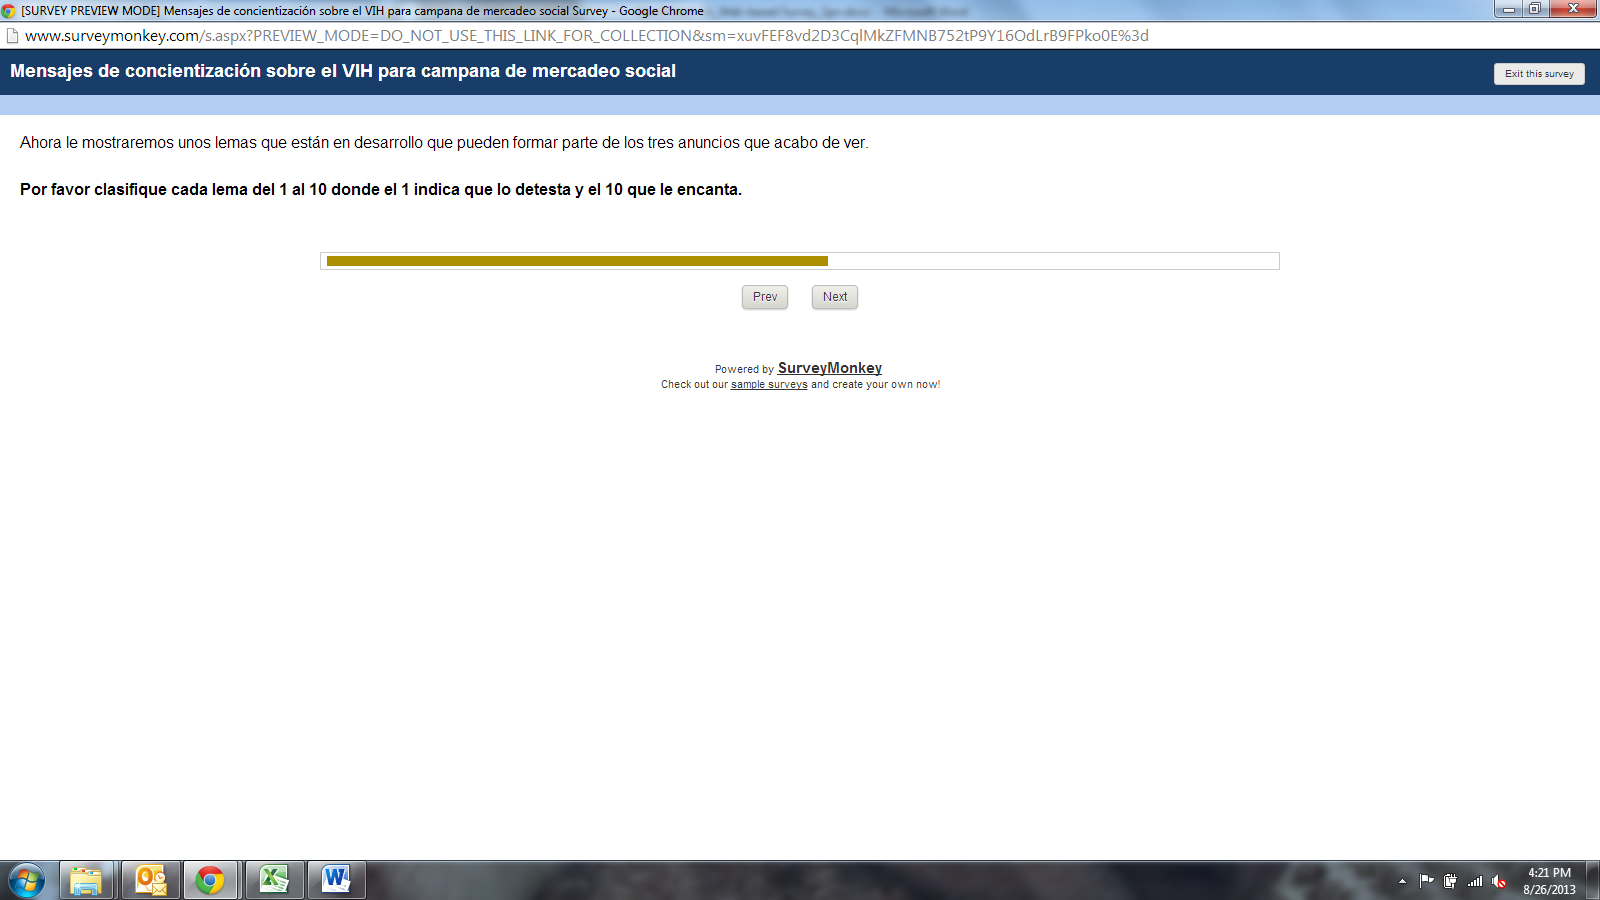 [SURVEY PREVIEW MODE] Mensajes de concientización sobre el VIH para campana de mercadeo social Survey - Google Chrome
www.surveymonkey.com/s.aspx?PREVIEW_MODE=DO_NOT_USE_THIS_LINK_FOR_COLLECTION&sm=xuvFEF8vd2D3CqlMkZFMNB752tP9Y16OdLrB9FPko0E%3d
Mensajes de concientización sobre el VIH para campana de mercadeo social
Exit this survey
Ahora le mostraremos unos lemas que están en desarrollo que pueden formar parte de los tres anuncios que acabo de ver.
Por favor clasifique cada lema del 1 al 10 donde el 1 indica que lo detesta y el 10 que le encanta.
Prev Next
Powered by SurveyMonkey
Check out our sample surveys and create your own now!
4:21 PM
8/26/2013